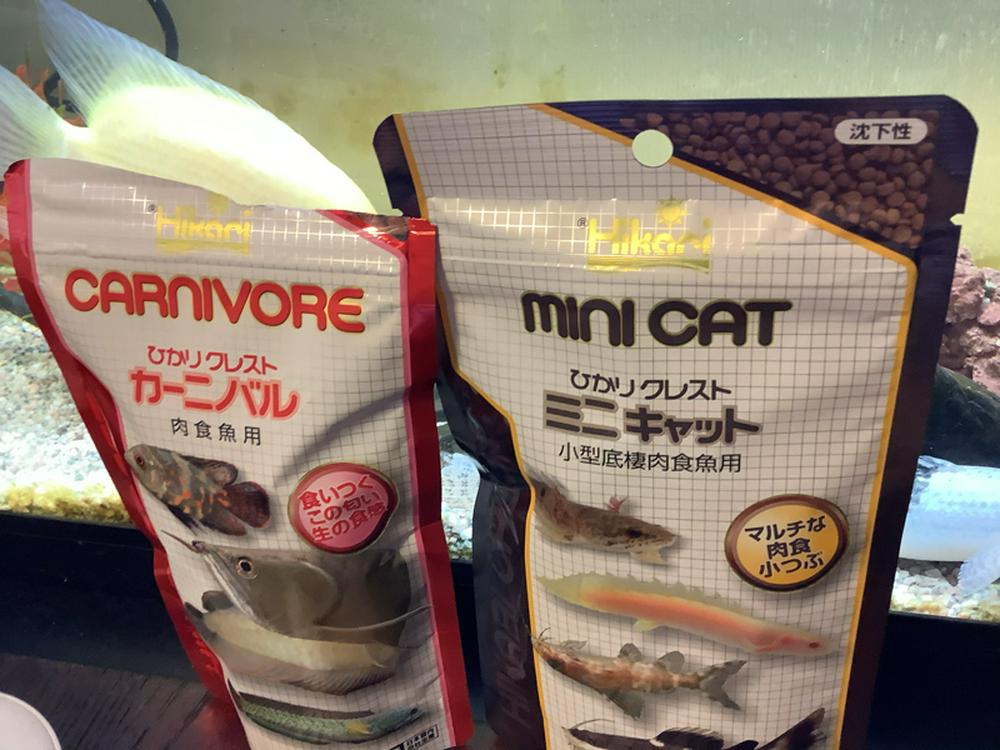 Hikari
CARNIVORE
ひかりクレスト
カーニバル
肉食魚用
食いつく
この匂い
生の食感
沈下性
Hikari
MINI CAT
ひかりクレスト
ミニキャット
小型底棲肉食魚用
マルチな
肉食
小つぶ